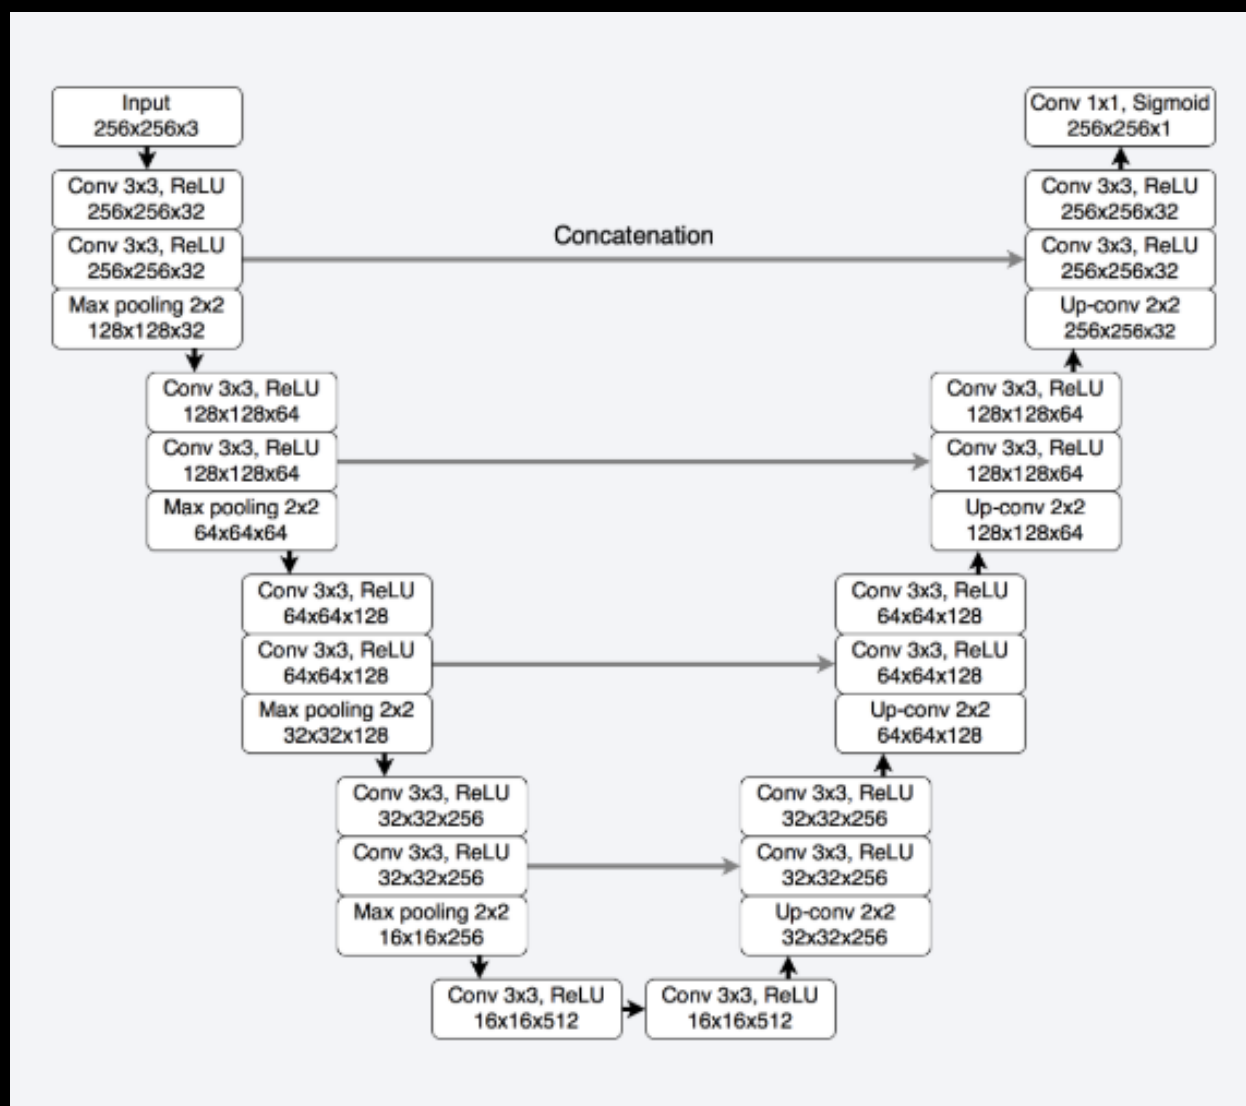 Input
256x256x3
Conv 3x3, ReLU
256x256x32
Conv 3x3, ReLU
256x256x32
Max pooling 2x2
128x128x32
Conv 3x3, ReLU
128x128x64
Conv 3x3, ReLU
128x128x64
Max pooling 2x2
64x64x64
Conv 3x3, ReLU
64x64x128
Conv 3x3, ReLU
64x64x128
Max pooling 2x2
32x32x128
Conv 3x3, ReLU
32x32x256
Conv 3x3, ReLU
32x32x256
Max pooling 2x2
16x16x256
Conv 3x3, ReLU
16x16x512
Conv 3x3, ReLU
16x16x512
Concatenation
Conv 1x1, Sigmoid
256x256x1
Conv 3x3, ReLU
256x256x32
Conv 3x3, ReLU
256x256x32
Up-conv 2x2
256x256x32
Conv 3x3, ReLU
128x128x64
Conv 3x3, ReLU
128x128x64
Up-conv 2x2
128x128x64
Conv 3x3, ReLU
64x64x128
Conv 3x3, ReLU
64x64x128
Up-conv 2x2
64x64x128
Conv 3x3, ReLU
32x32x256
Conv 3x3, ReLU
32x32x256
Up-conv 2x2
32x32x256